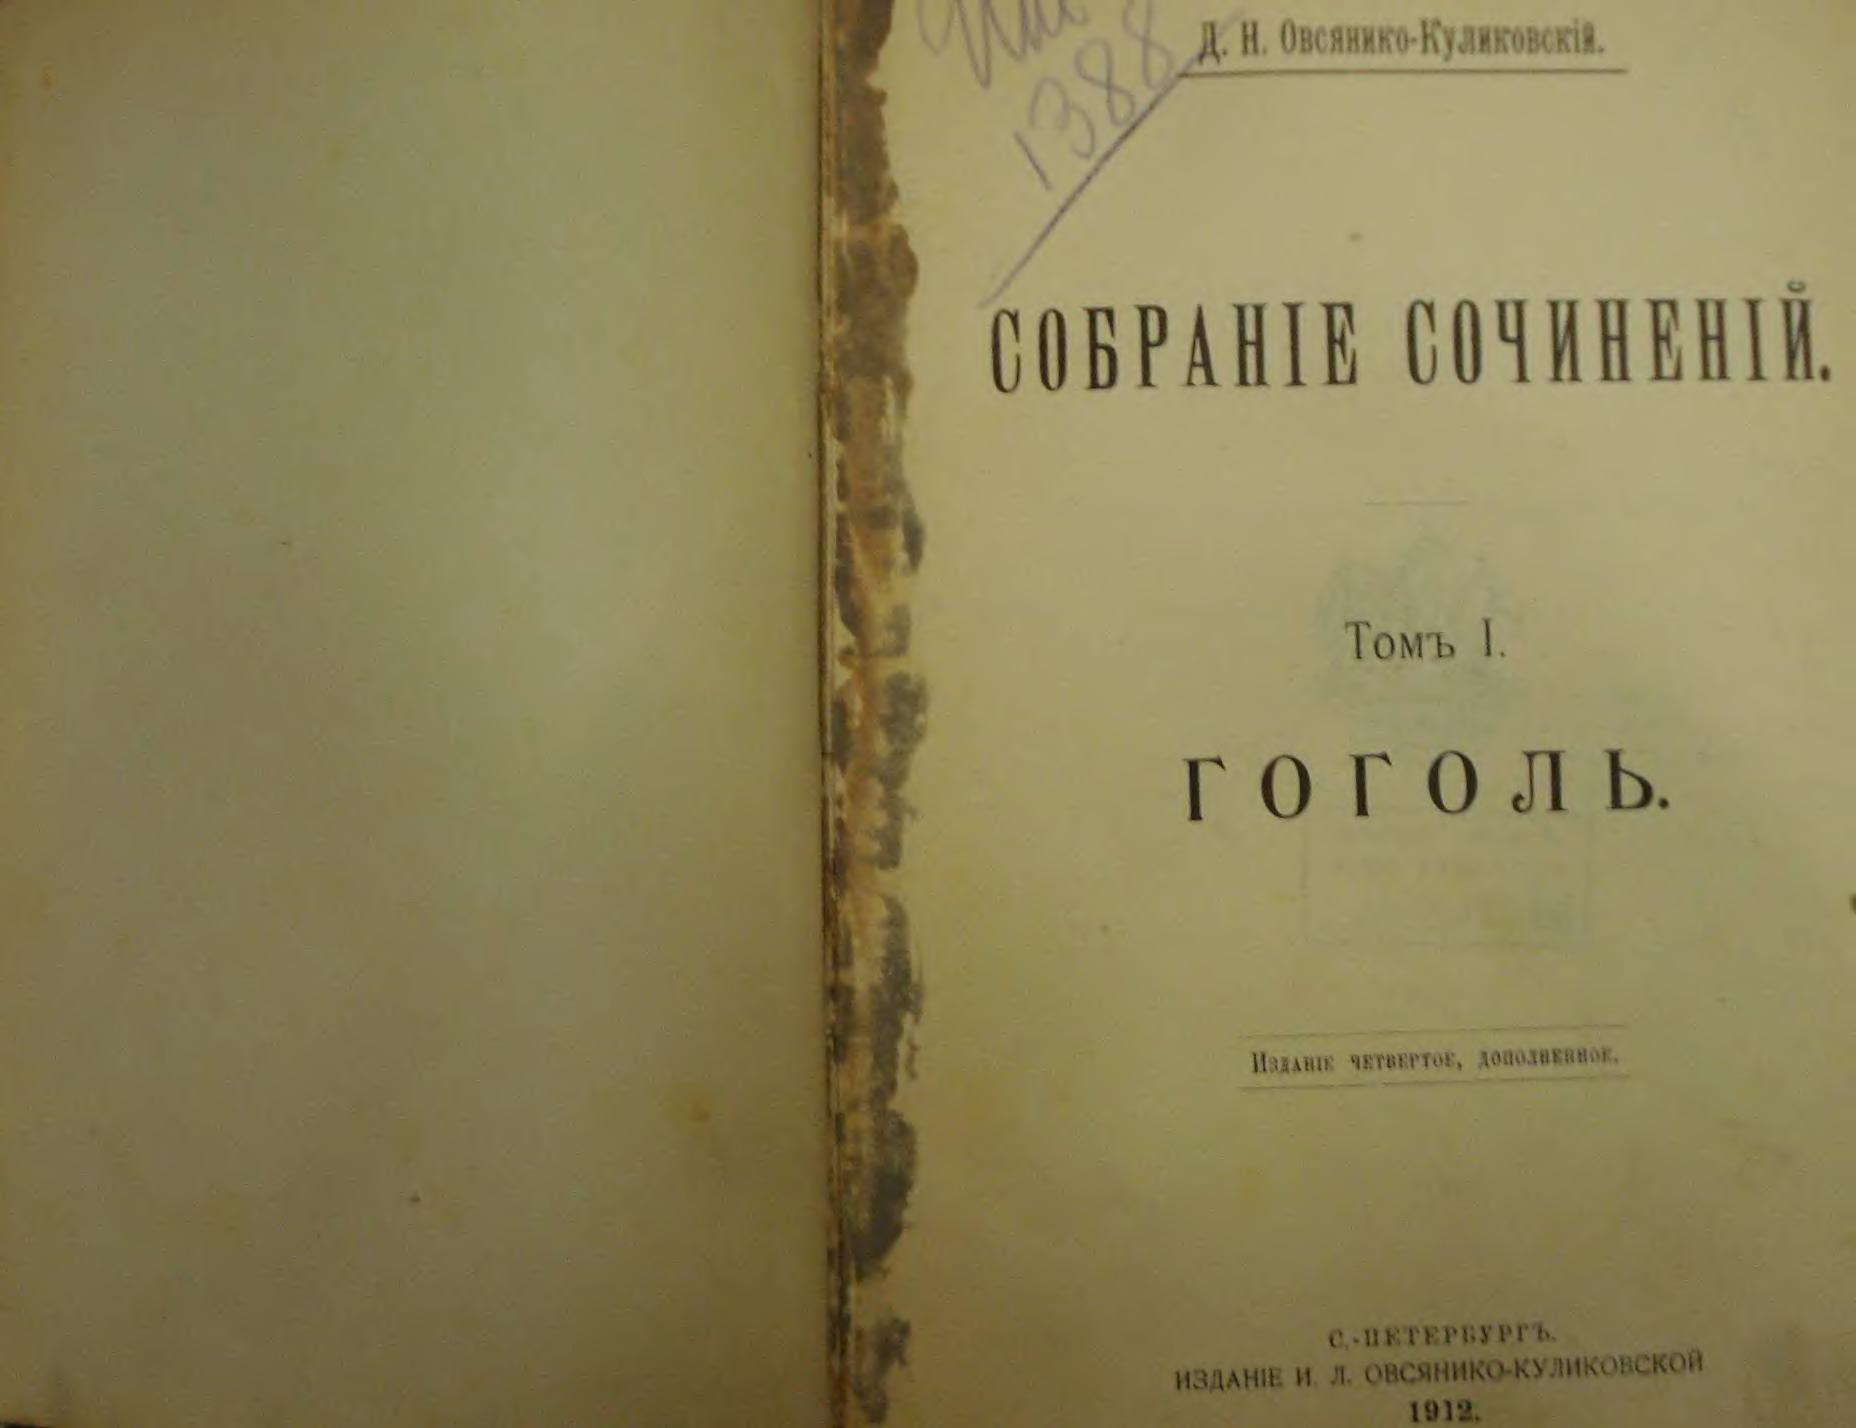 1388
Д. Н. Овсянико-Куликовскій.
СОБРАНІЕ СОЧИНЕНІЙ.
Томъ I.
ГОГОЛЬ.
Изданіе четвертое, дополненное.
С.-ПЕТЕРБУРГЪ.
ИЗДАНІЕ И. Л. ОВСЯНИКО-КУЛИКОВСКОЙ
1912.